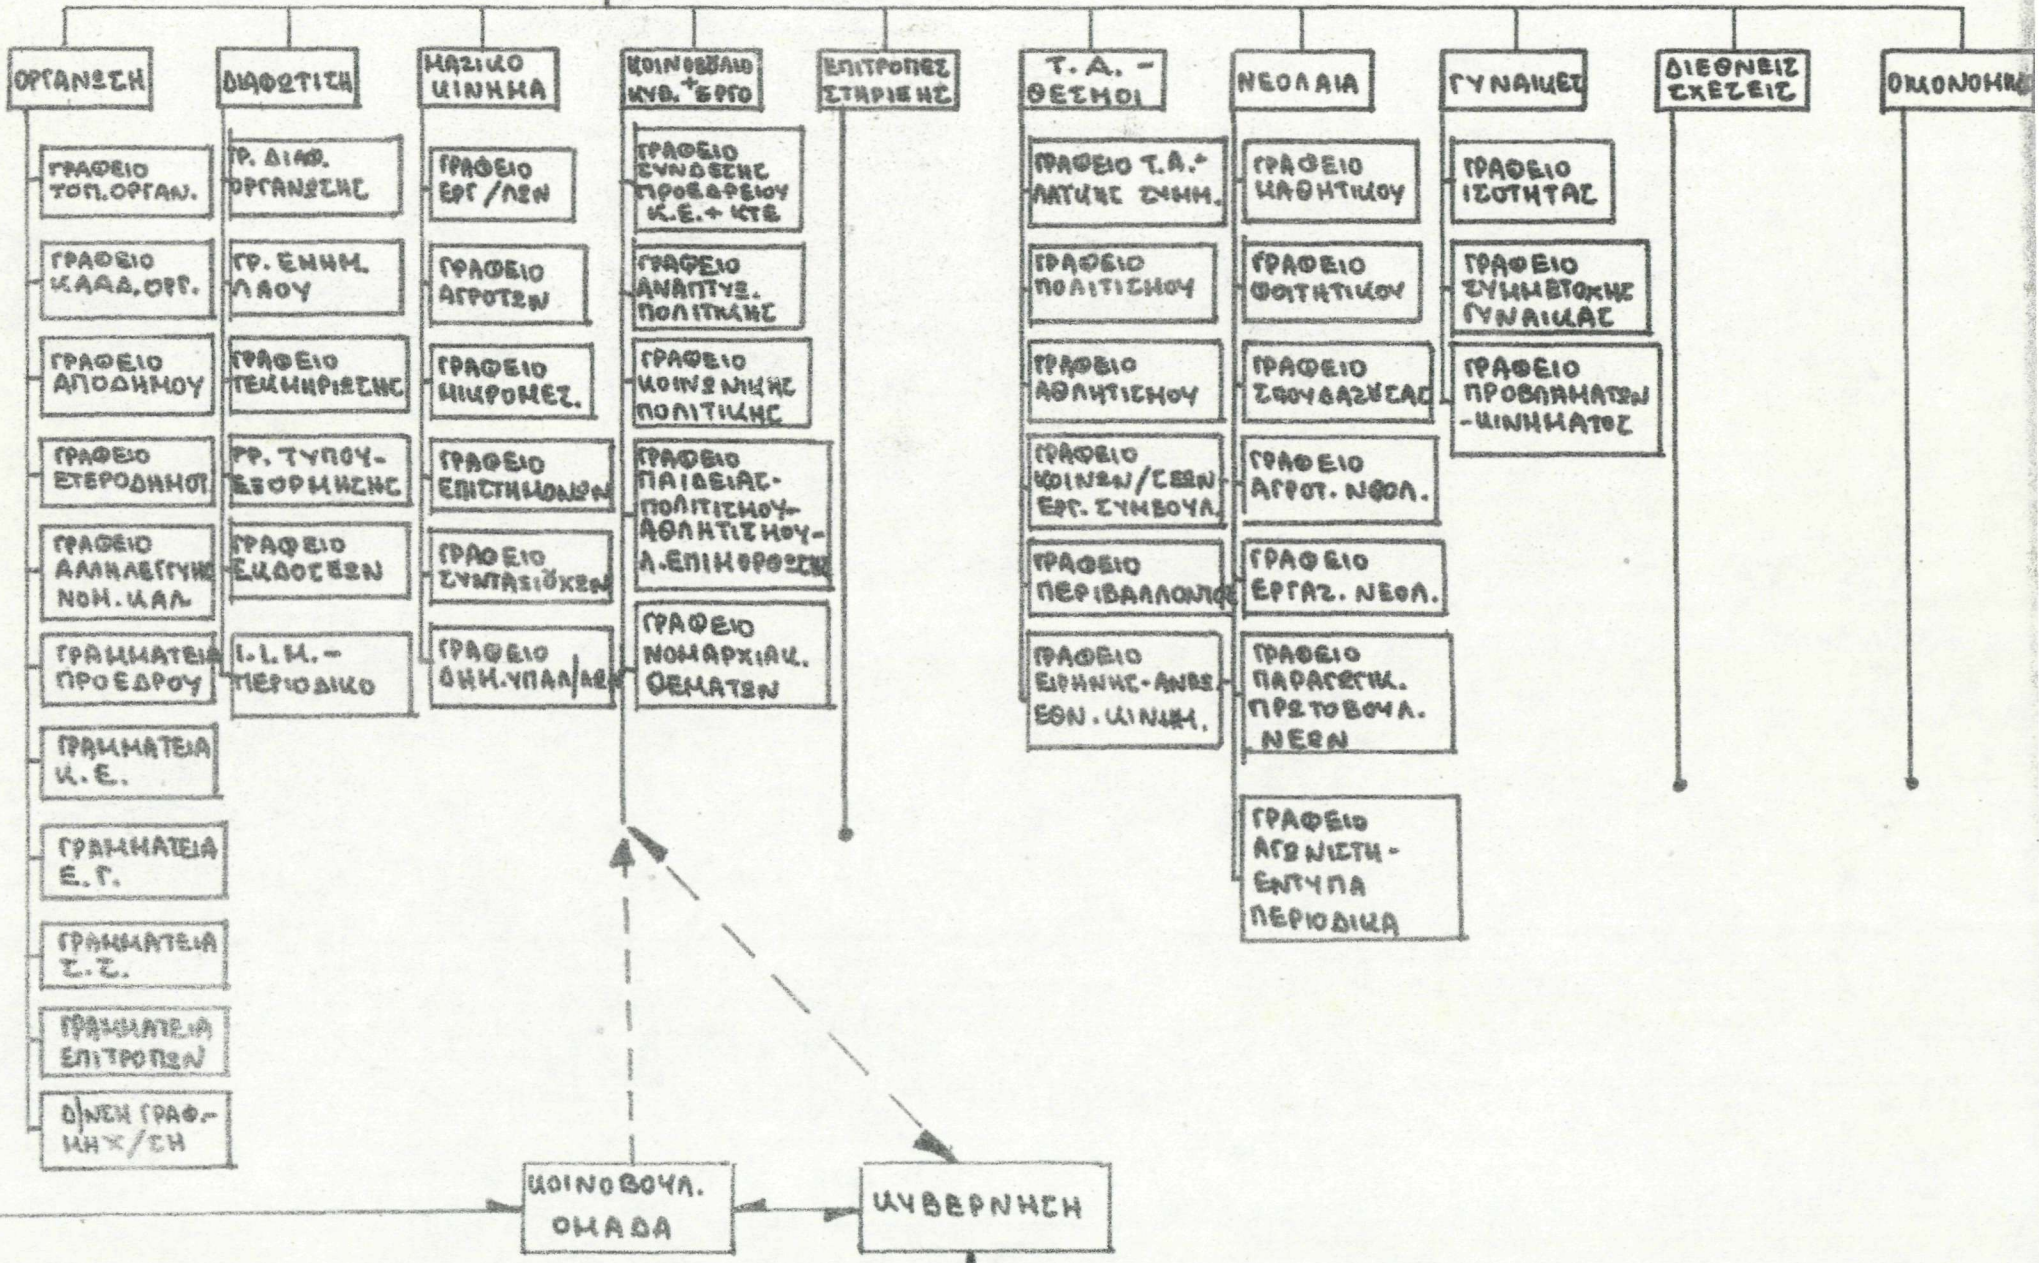 ΟΡΓΑΝΩΣΗ
ΓΡΑΦΕΙΟ
ΤΟΠ.ΟΡΓΑΝ.
ΓΡΑΦΕΙΟ
ΚΛΑΔ.ΟΡΓ.
ΓΡΑΦΕΙΟ
ΑΠΟΔΗΜΟΥ
ΓΡΑΦΕΙΟ
ΕΤΕΡΟΔΗΜΟΤ.
ΓΡΑΦΕΙΟ
ΑΛΛΗΛΕΓΓΥΗΣ
ΝΟΜ. ΚΑΛ.
ΓΡΑΜΜΑΤΕΙΑ
ΠΡΟΕΔΡΟΥ
ΓΡΑΜΜΑΤΕΙΑ
Κ.Ε.
ΓΡΑΜΜΑΤΕΙΑ
Ε.Γ.
ΓΡΑΜΜΑΤΕΙΑ
Σ.Σ.
ΓΡΑΜΜΑΤΕΙΑ
ΕΠΙΤΡΟΠΩΝ
Δ/ΝΣΗ ΓΡΑΦ.-
ΜΗΧ/ΣΗ
ΔΙΑΦΩΤΙΣΗ
ΓΡ. ΔΙΑΦ.
ΟΡΓΑΝΩΣΗΣ
ΓΡ. ΕΝΗΜ.
ΛΑΟΥ
ΓΡΑΦΕΙΟ
ΤΕΚΜΗΡΙΩΣΗΣ
ΓΡ. ΤΥΠΟΥ-
ΕΞΟΡΜΗΣΗΣ
ΓΡΑΦΕΙΟ
ΕΚΔΟΣΕΩΝ
Ι.Ι.Μ.-
ΠΕΡΙΟΔΙΚΟ
ΜΑΖΙΚΟ
ΚΙΝΗΜΑ
ΓΡΑΦΕΙΟ
ΕΡΓ/ΛΩΝ
ΓΡΑΦΕΙΟ
ΑΓΡΟΤΩΝ
ΓΡΑΦΕΙΟ
ΜΙΚΡΟΜΕΣ.
ΓΡΑΦΕΙΟ
ΕΠΙΣΤΗΜΟΝΩΝ
ΓΡΑΦΕΙΟ
ΣΥΝΤΑΞΙΟΥΧΩΝ
ΓΡΑΦΕΙΟ
ΔΗΜ.ΥΠΑΛ/ΛΩΝ
ΚΟΙΝΟΒΟΥΛΙΟ
+
ΚΥΒ. ΕΡΓΟ
ΓΡΑΦΕΙΟ
ΣΥΝΔΕΣΗΣ
ΠΡΟΕΔΡΕΙΟΥ
Κ.Ε.+ ΚΤΕ
ΓΡΑΦΕΙΟ
ΑΝΑΠΤΥΞ.
ΠΟΛΙΤΙΚΗΣ
ΓΡΑΦΕΙΟ
ΚΟΙΝΩΝΙΚΗΣ
ΠΟΛΙΤΙΚΗΣ
ΓΡΑΦΕΙΟ
ΠΑΙΔΕΙΑΣ-
ΠΟΛΙΤΙΣΜΟΥ-
ΑΘΛΗΤΙΣΜΟΥ-
Λ.ΕΠΙΜΟΡΦΩΣΗΣ
ΓΡΑΦΕΙΟ
ΝΟΜΑΡΧΙΑΚ.
ΘΕΜΑΤΩΝ
ΕΠΙΤΡΟΠΕΣ
ΣΤΗΡΙΞΗΣ
Τ.Α.-
ΘΕΣΜΟΙ
ΓΡΑΦΕΙΟ Τ.Α.+
ΛΑΪΚΗΣ ΣΥΜΜ.
ΓΡΑΦΕΙΟ
ΠΟΛΙΤΙΣΜΟΥ
ΓΡΑΦΕΙΟ
ΑΘΛΗΤΙΣΜΟΥ
ΓΡΑΦΕΙΟ
ΚΟΙΝΩΝ/ΣΕΩΝ
ΕΡΓ. ΣΥΜΒΟΥΛ.
ΓΡΑΦΕΙΟ
ΠΕΡΙΒΑΛΛΟΝΤΟΣ
ΓΡΑΦΕΙΟ
ΕΙΡΗΝΗΣ-ΑΝΕΞ.
ΕΘΝ. ΚΙΝΗΜ.
ΝΕΟΛΑΙΑ
ΓΡΑΦΕΙΟ
ΜΑΘΗΤΙΚΟΥ
ΓΡΑΦΕΙΟ
ΦΟΙΤΗΤΙΚΟΥ
ΓΡΑΦΕΙΟ
ΣΠΟΥΔΑΖΟΥΣΑΣ
ΓΡΑΦΕΙΟ
ΑΓΡΟΤ. ΝΕΟΛ.
ΓΡΑΦΕΙΟ
ΕΡΓΑΖ. ΝΕΟΛ.
ΓΡΑΦΕΙΟ
ΠΑΡΑΓΩΓΙΚ.
ΠΡΩΤΟΒΟΥΛ.
ΝΕΩΝ
ΓΡΑΦΕΙΟ
ΑΓΩΝΙΣΤΗ-
ΕΝΤΥΠΑ
ΠΕΡΙΟΔΙΚΑ
ΓΥΝΑΙΚΕΣ
ΓΡΑΦΕΙΟ
ΙΣΟΤΗΤΑΣ
ΓΡΑΦΕΙΟ
ΣΥΜΜΕΤΟΧΗΣ
ΓΥΝΑΙΚΑΣ
ΓΡΑΦΕΙΟ
ΠΡΟΒΛΗΜΑΤΩΝ
-ΚΙΝΗΜΑΤΟΣ
ΔΙΕΘΝΕΙΣ
ΣΧΕΣΕΙΣ
ΚΟΙΝΟΒΟΥΛ.
ΟΜΑΔΑ
ΚΥΒΕΡΝΗΣΗ